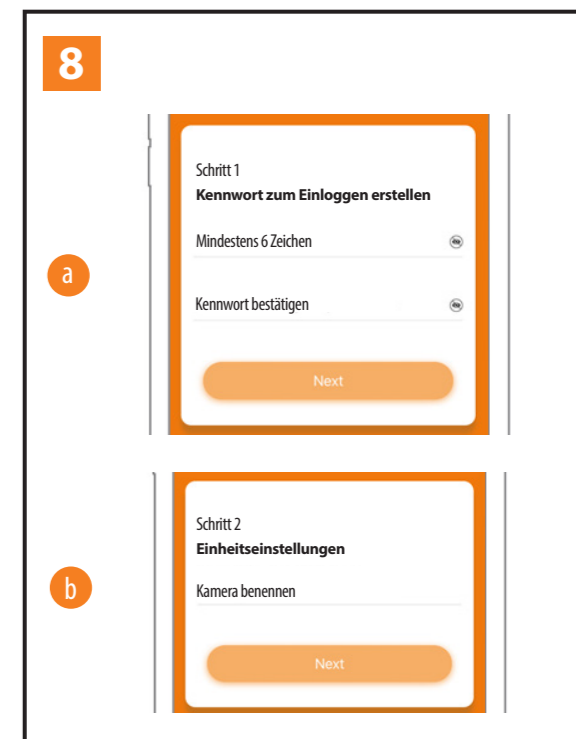 8
a
Schritt 1
Kennwort zum Einloggen erstellen
Mindestens 6 Zeichen
Kennwort bestätigen
Next
b
Schritt 2
Einheitseinstellungen
Kamera benennen
Next